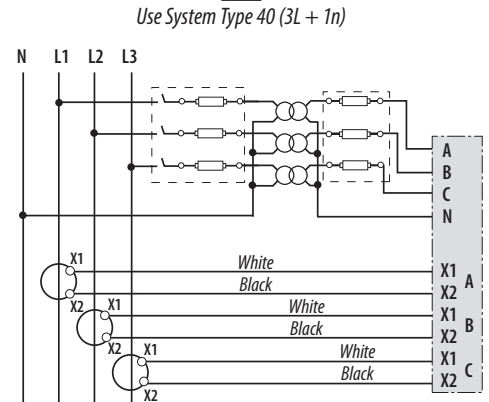 Use System Type 40 (3L + 1n)
N L1 L2 L3
A
B
C
N
X1 White X1
Black X2 A
X2 X1 White X1
Black X2 B
X2 X1 White X1
Black X2 C
X2